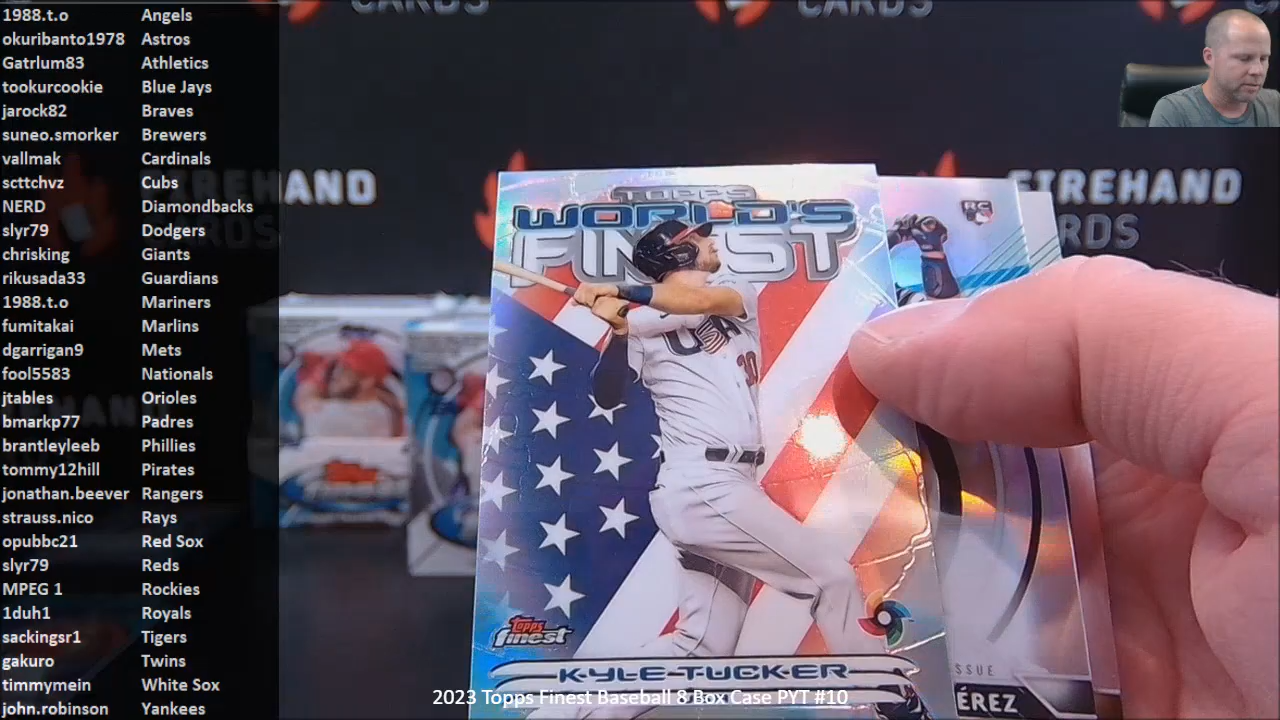 1988.t.o Angels
okuribanto1978 Astros
Gatrlum83 Athletics
tookurcookie Blue Jays
jarock82 Braves
suneo.smorker Brewers
vallmak Cardinals
scttchvz Cubs
NERD Diamondbacks
slyr79 Dodgers
chrisking Giants
rikusada33 Guardians
1988.t.o Mariners
fumitakai Marlins
dgarrigan9 Mets
fool5583 Nationals
jtables Orioles
bmarkp77 Padres
brantleyleeb Phillies
tommy12hill Pirates
jonathan.beever Rangers
strauss.nico Rays
opubbc21 Red Sox
slyr79 Reds
MPEG 1 Rockies
1duh1 Royals
sackingsr1 Tigers
gakuro Twins
timmymein White Sox
john.robinson Yankees
CARDS
CARDS
FIREHAND
CARDS
FIREHAND
CARDS
TOPPS
WORLD'S
FINEST
RC
USA
30
Topps
finest
KYLE TUCKER
ISSUE
ÉREZ
2023 Topps Finest Baseball 8 Box Case PYT #10